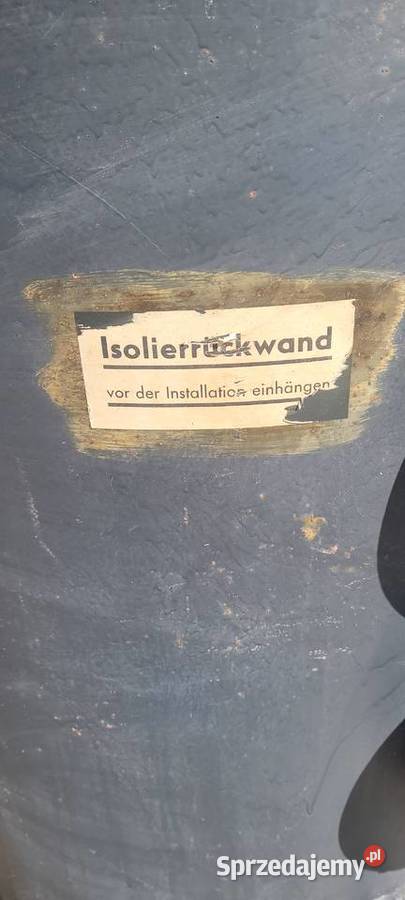 Isolierrückwand
vor der Installation einhängen
Sprzedajemy.pl